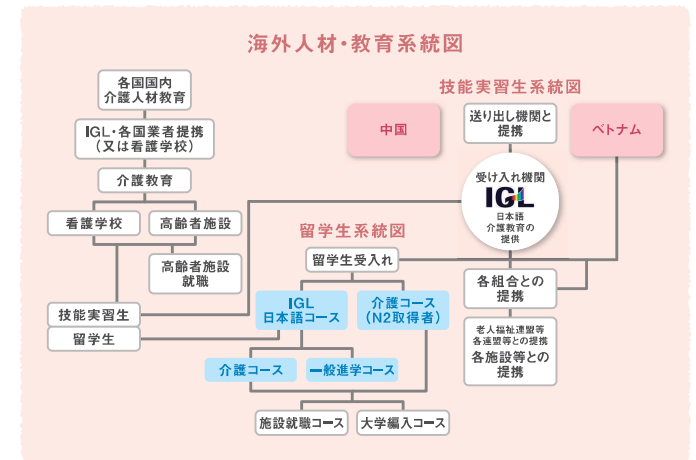 海外人材・教育系統図
各国国内
介護人材教育
IGL・各国業者提携
（又は看護学校）
介護教育
看護学校
高齢者施設
高齢者施設
就職
技能実習生
留学生
技能実習生系統図
中国
送り出し機関と
提携
ベトナム
受け入れ機関
IGL
日本語
介護教育の
提供
各組合との
提携
老人福祉連盟等
各連盟等との提携
各施設等との
提携
留学生系統図
留学生受入れ
IGL
日本語コース
介護コース
（N2取得者）
介護コース
一般進学コース
施設就職コース
大学編入コース